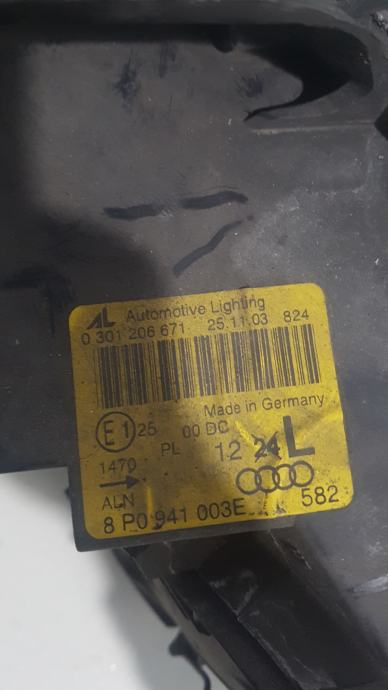 AL Automotive Lighting
0 301 206 671 25.11.03 824
Made in Germany
E1 25 00 DC
PL 12 24 L
1470
ALN
582
8 P0 941 003E